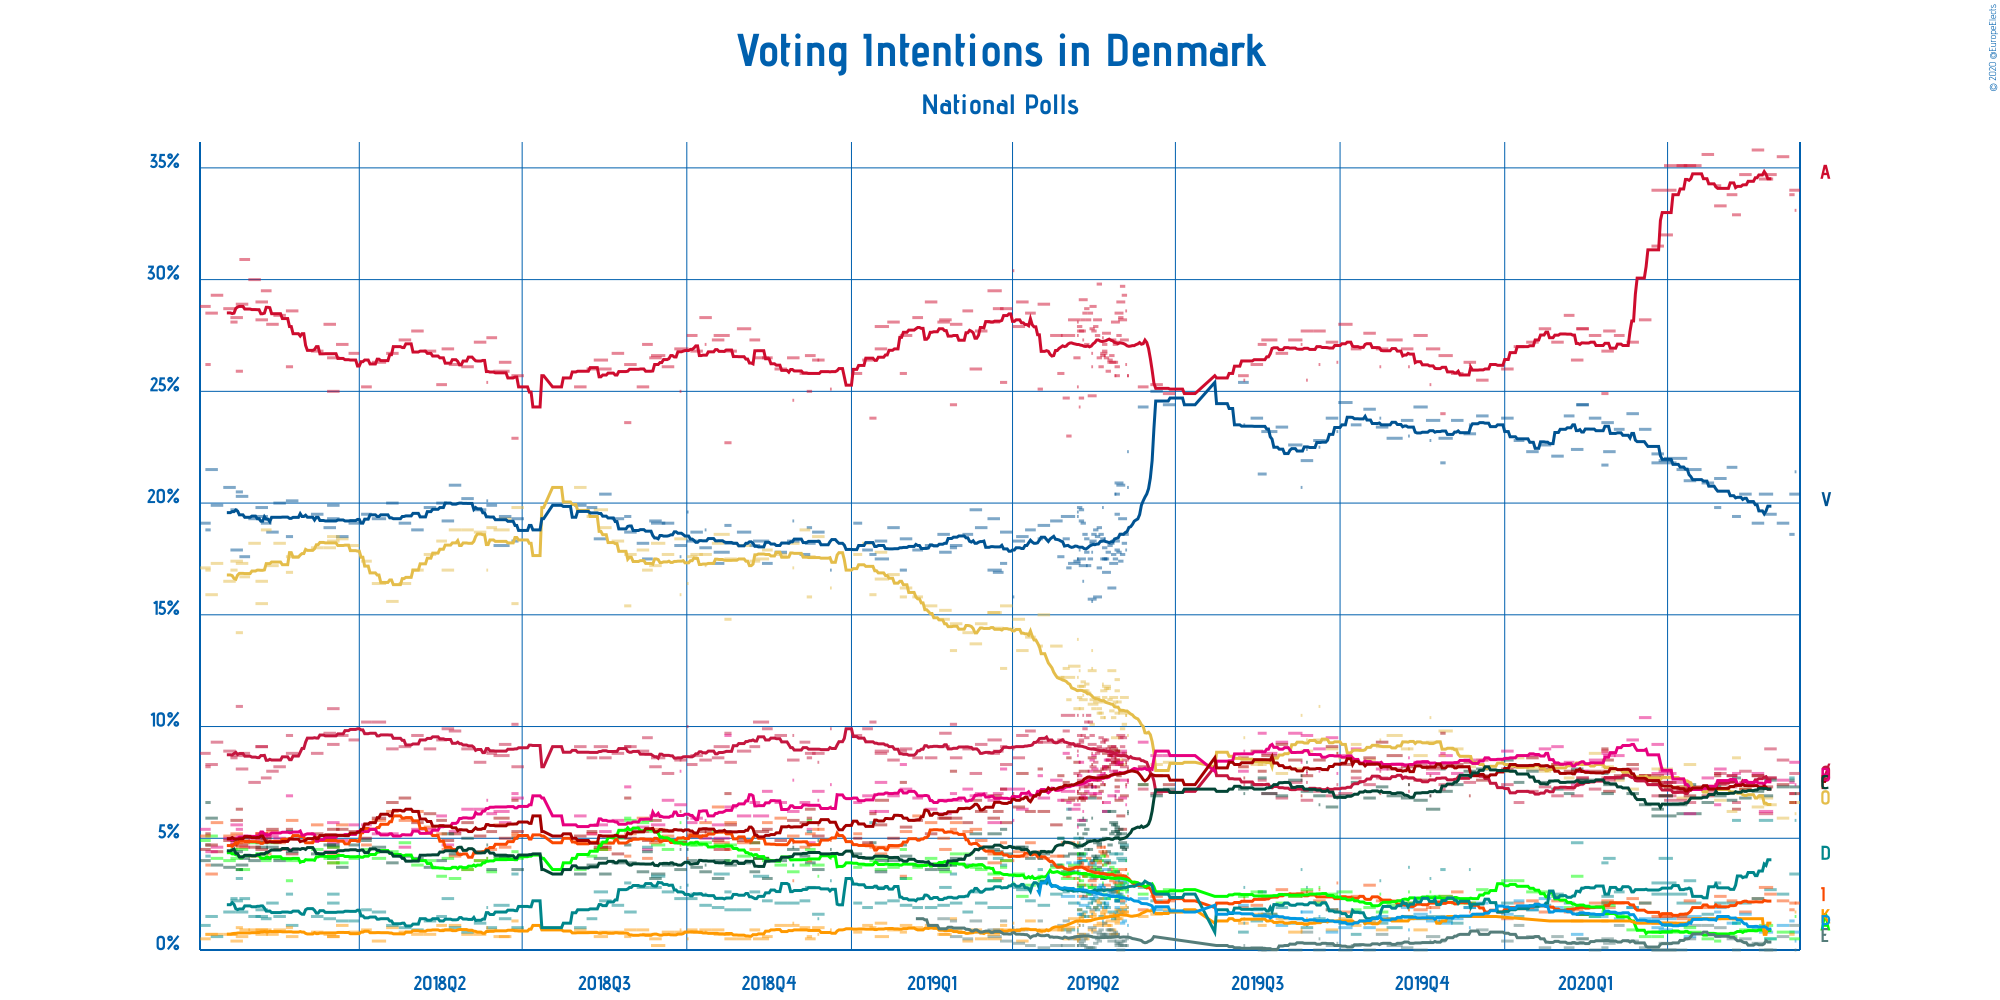 © 2020 @EuropeElects
Voting Intentions in Denmark
National Polls
35%
30%
25%
20%
15%
10%
5%
0%
A
V
O
D
I
K
E
2018Q2 2018Q3 2018Q4 2019Q1 2019Q2 2019Q3 2019Q4 2020Q1